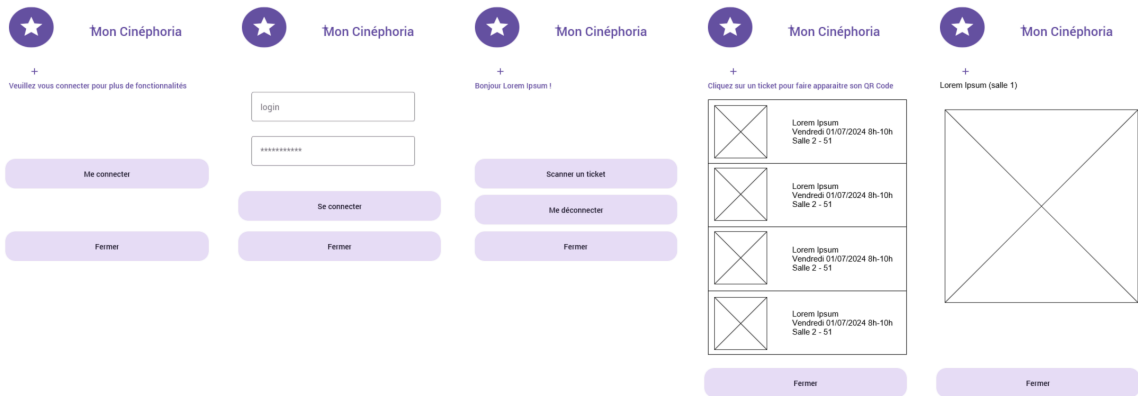 Mon Cinéphoria
Veuillez vous connecter pour plus de fonctionnalités
Me connecter
Fermer
Mon Cinéphoria
login
***********
Se connecter
Fermer
Mon Cinéphoria
Bonjour Lorem Ipsum !
Scanner un ticket
Me déconnecter
Fermer
Mon Cinéphoria
Cliquez sur un ticket pour faire apparaitre son QR Code
Lorem Ipsum
Vendredi 01/07/2024 8h-10h
Salle 2 - 51
Lorem Ipsum
Vendredi 01/07/2024 8h-10h
Salle 2 - 51
Lorem Ipsum
Vendredi 01/07/2024 8h-10h
Salle 2 - 51
Lorem Ipsum
Vendredi 01/07/2024 8h-10h
Salle 2 - 51
Fermer
Mon Cinéphoria
Lorem Ipsum (salle 1)
Fermer